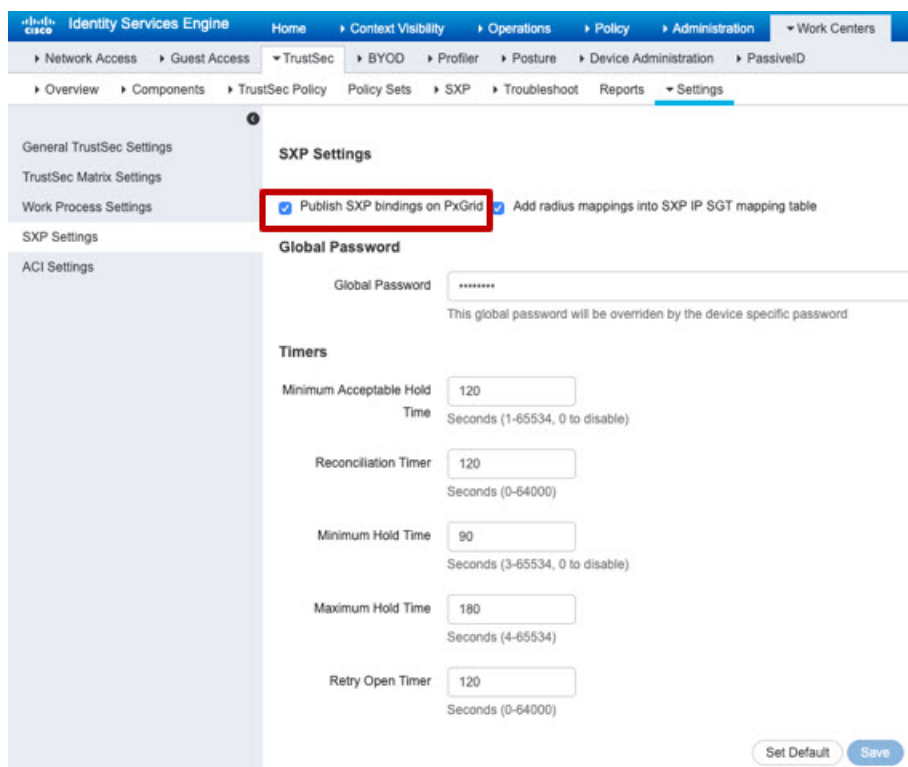 cisco Identity Services Engine Home Context Visibility Operations Policy Administration Work Centers
Network Access Guest Access TrustSec BYOD Profiler Posture Device Administration PassiveID
Overview Components TrustSec Policy Policy Sets SXP Troubleshoot Reports Settings
General TrustSec Settings
TrustSec Matrix Settings
Work Process Settings
SXP Settings
ACI Settings
SXP Settings
Publish SXP bindings on PxGrid Add radius mappings into SXP IP SGT mapping table
Global Password
Global Password ••••••••
This global password will be overriden by the device specific password
Timers
Minimum Acceptable Hold Time 120
Seconds (1-65534, 0 to disable)
Reconciliation Timer 120
Seconds (0-64000)
Minimum Hold Time 90
Seconds (3-65534, 0 to disable)
Maximum Hold Time 180
Seconds (4-65534)
Retry Open Timer 120
Seconds (0-64000)
Set Default Save